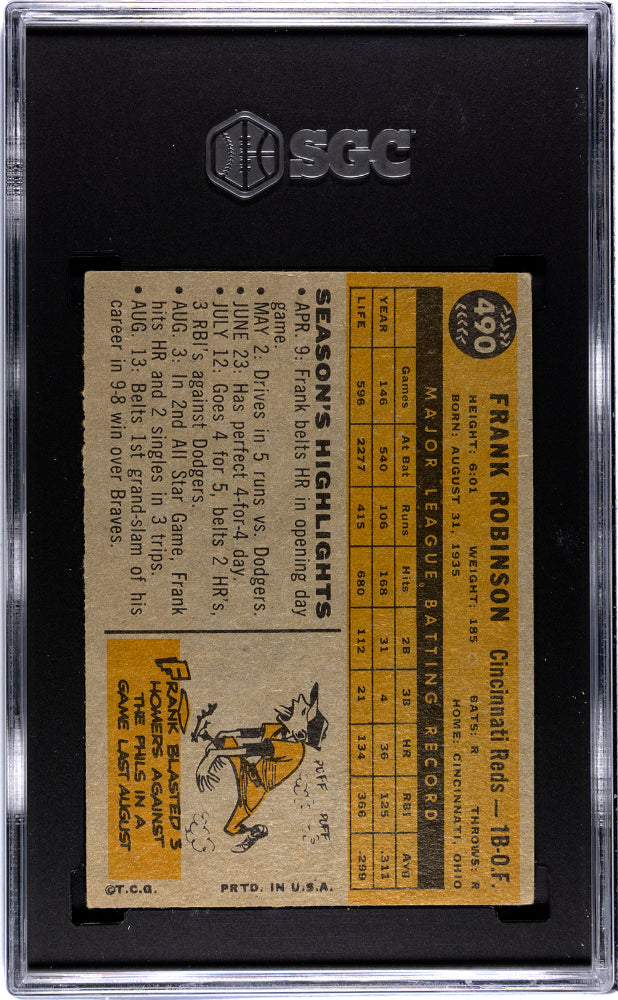 SGC
490
FRANK ROBINSON Cincinnati Reds — 1B-O.F.
HEIGHT: 6:01 WEIGHT: 185 BATS: R THROWS: R
BORN: AUGUST 31, 1935 HOME: CINCINNATI, OHIO
MAJOR LEAGUE BATTING RECORD
Games At Bat Runs Hits 2B 3B HR RBI Avg
YEAR 146 540 106 168 31 4 36 125 .311
LIFE 596 2277 415 680 112 21 134 366 .299
SEASON'S HIGHLIGHTS
• APR. 9: Frank belts HR in opening day
game.
• MAY 2: Drives in 5 runs vs. Dodgers.
• JUNE 23: Has perfect 4-for-4 day.
• JULY 12: Goes 4 for 5, belts 2 HR's,
3 RBI's against Dodgers.
• AUG. 3: In 2nd All Star Game, Frank
hits HR and 2 singles in 3 trips.
• AUG. 13: Belts 1st grand-slam of his
career in 9-8 win over Braves.
PUFF
PUFF
FRANK BLASTED 3
HOMERS AGAINST
THE PHILS IN A
GAME LAST AUGUST
©T.C.G. PRTD. IN U.S.A.